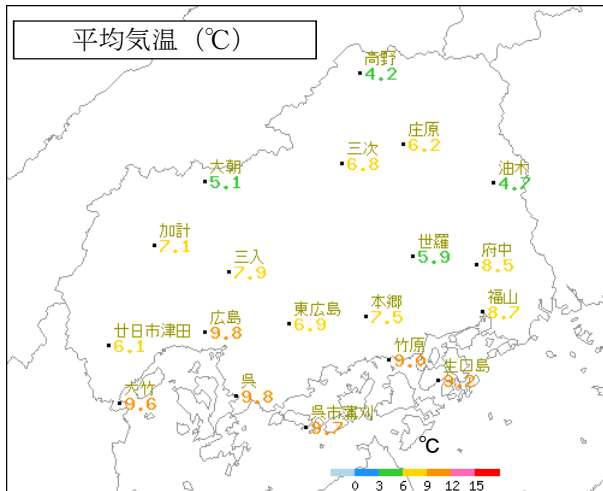 平均気温（℃）
高野
4.2
庄原
6.2
三次
6.8
大朝
5.1
油木
4.7
加計
7.1
世羅
5.9
府中
8.5
三入
7.9
福山
8.7
本郷
7.5
東広島
6.9
広島
9.8
廿日市津田
6.1
竹原
9.0
生口島
9.2
大竹
9.6
呉
9.8
呉市蒲刈
9.7
℃
0 3 6 9 12 15